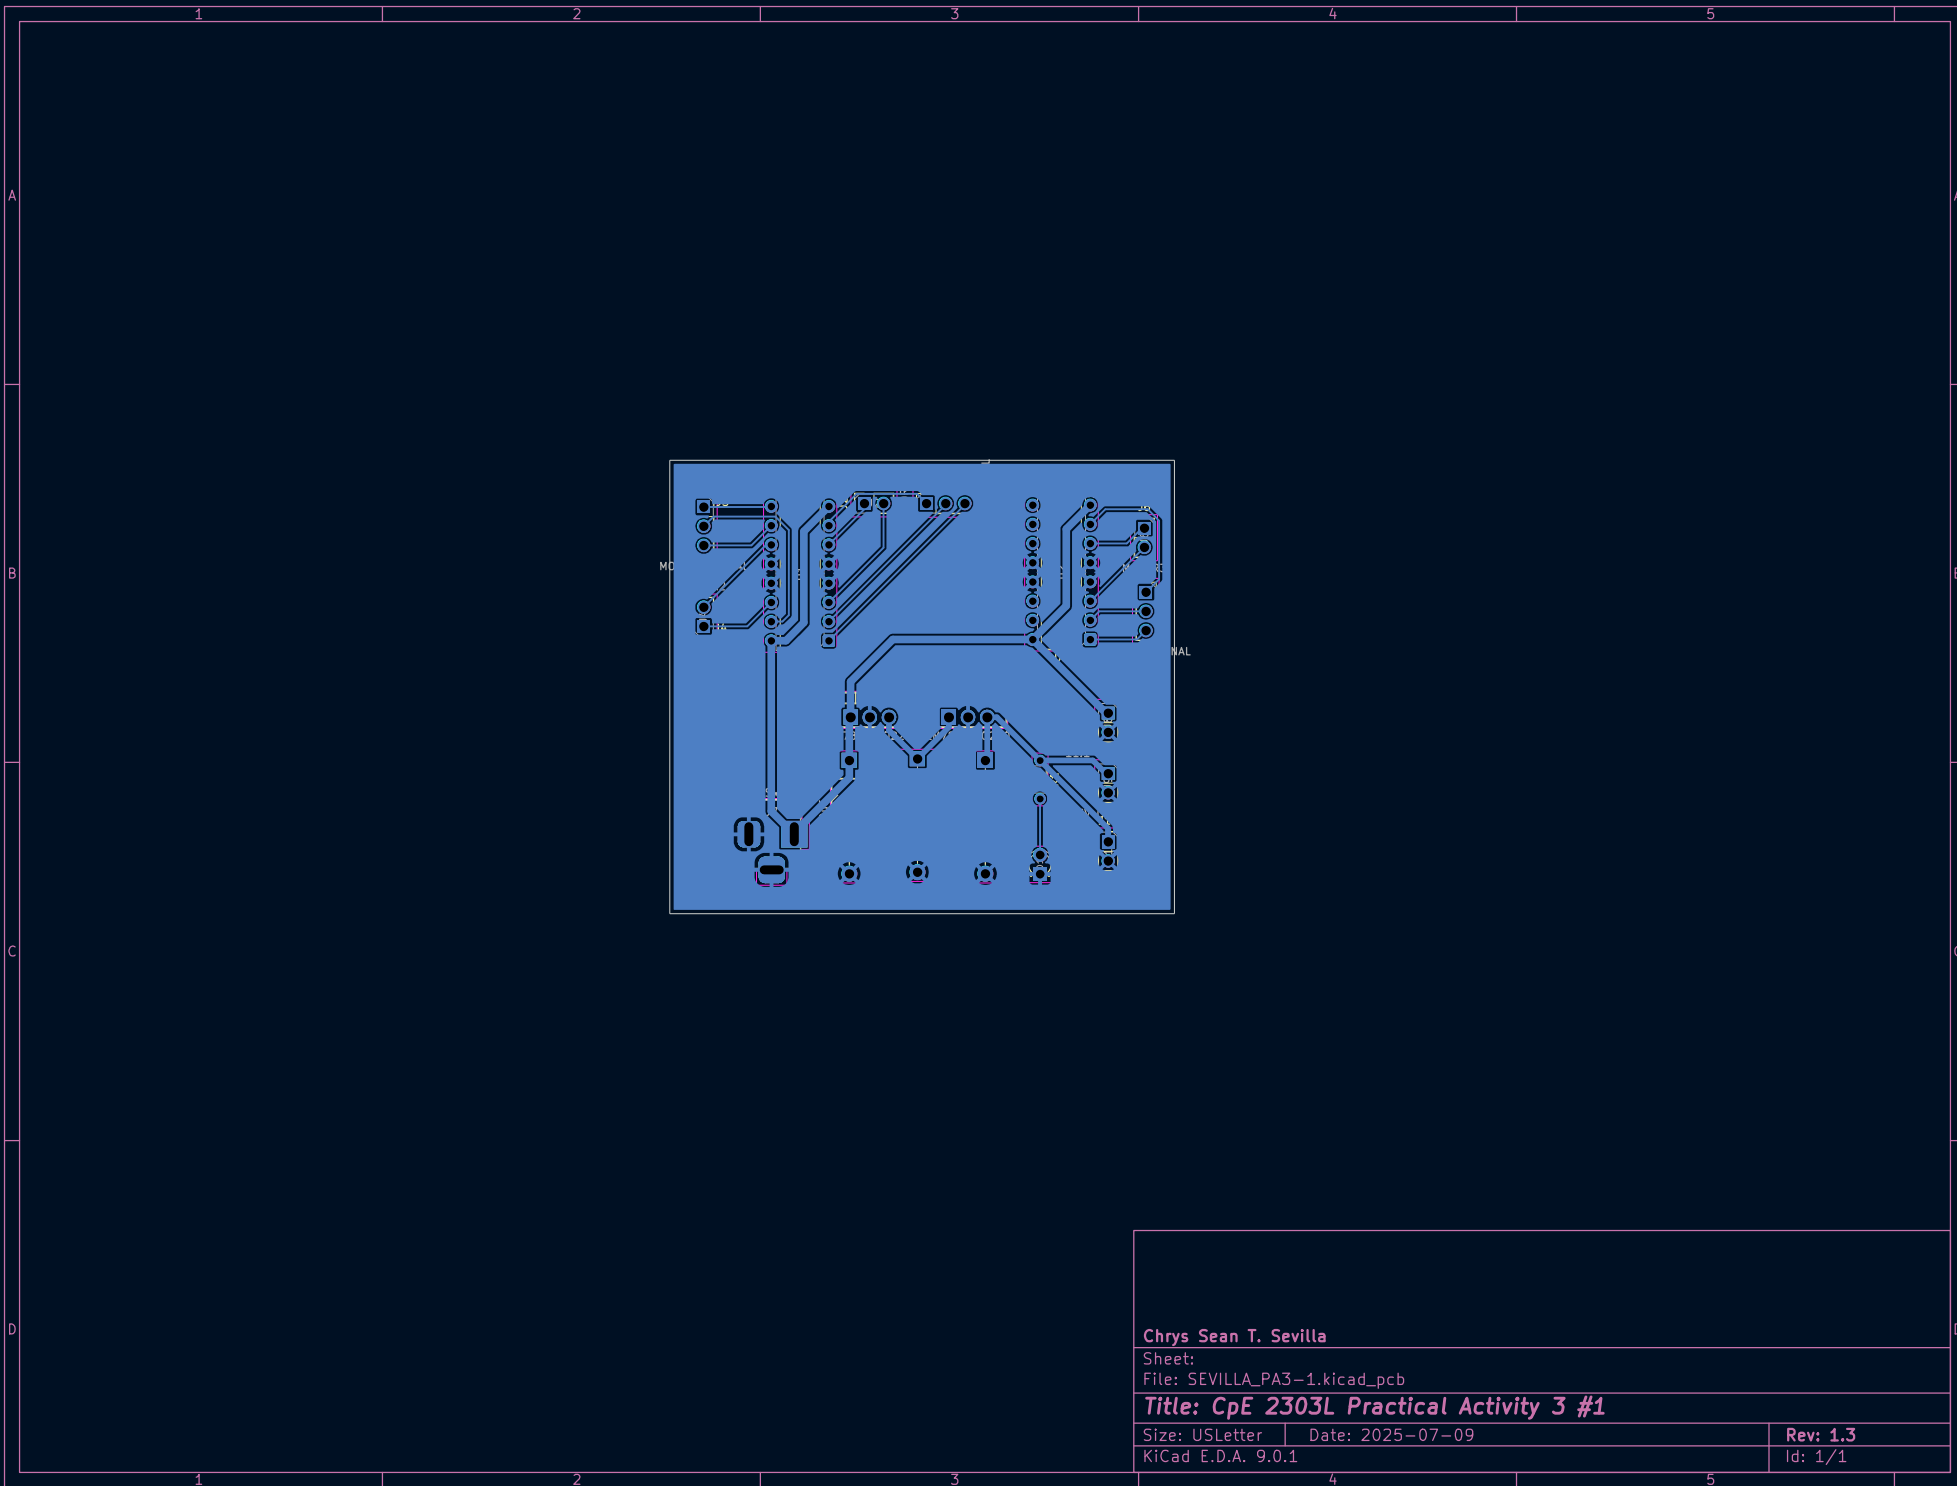 1 2 3 4 5
A
B
MO
NAL
C
D
Chrys Sean T. Sevilla
Sheet:
File: SEVILLA_PA3-1.kicad_pcb
Title: CpE 2303L Practical Activity 3 #1
Size: USLetter Date: 2025-07-09 Rev: 1.3
KiCad E.D.A. 9.0.1 Id: 1/1
1 2 3 4 5